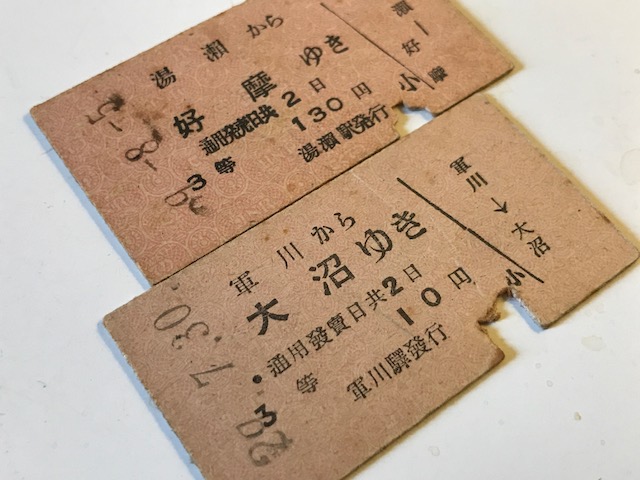 湯瀬から
好摩ゆき
通用発売日共2日
130円
3等
湯瀬駅発行
瀬ー好摩
小
軍川から
大沼ゆき
通用發賣日共2日
10円
3等
軍川驛發行
軍川→大沼
小
7.30